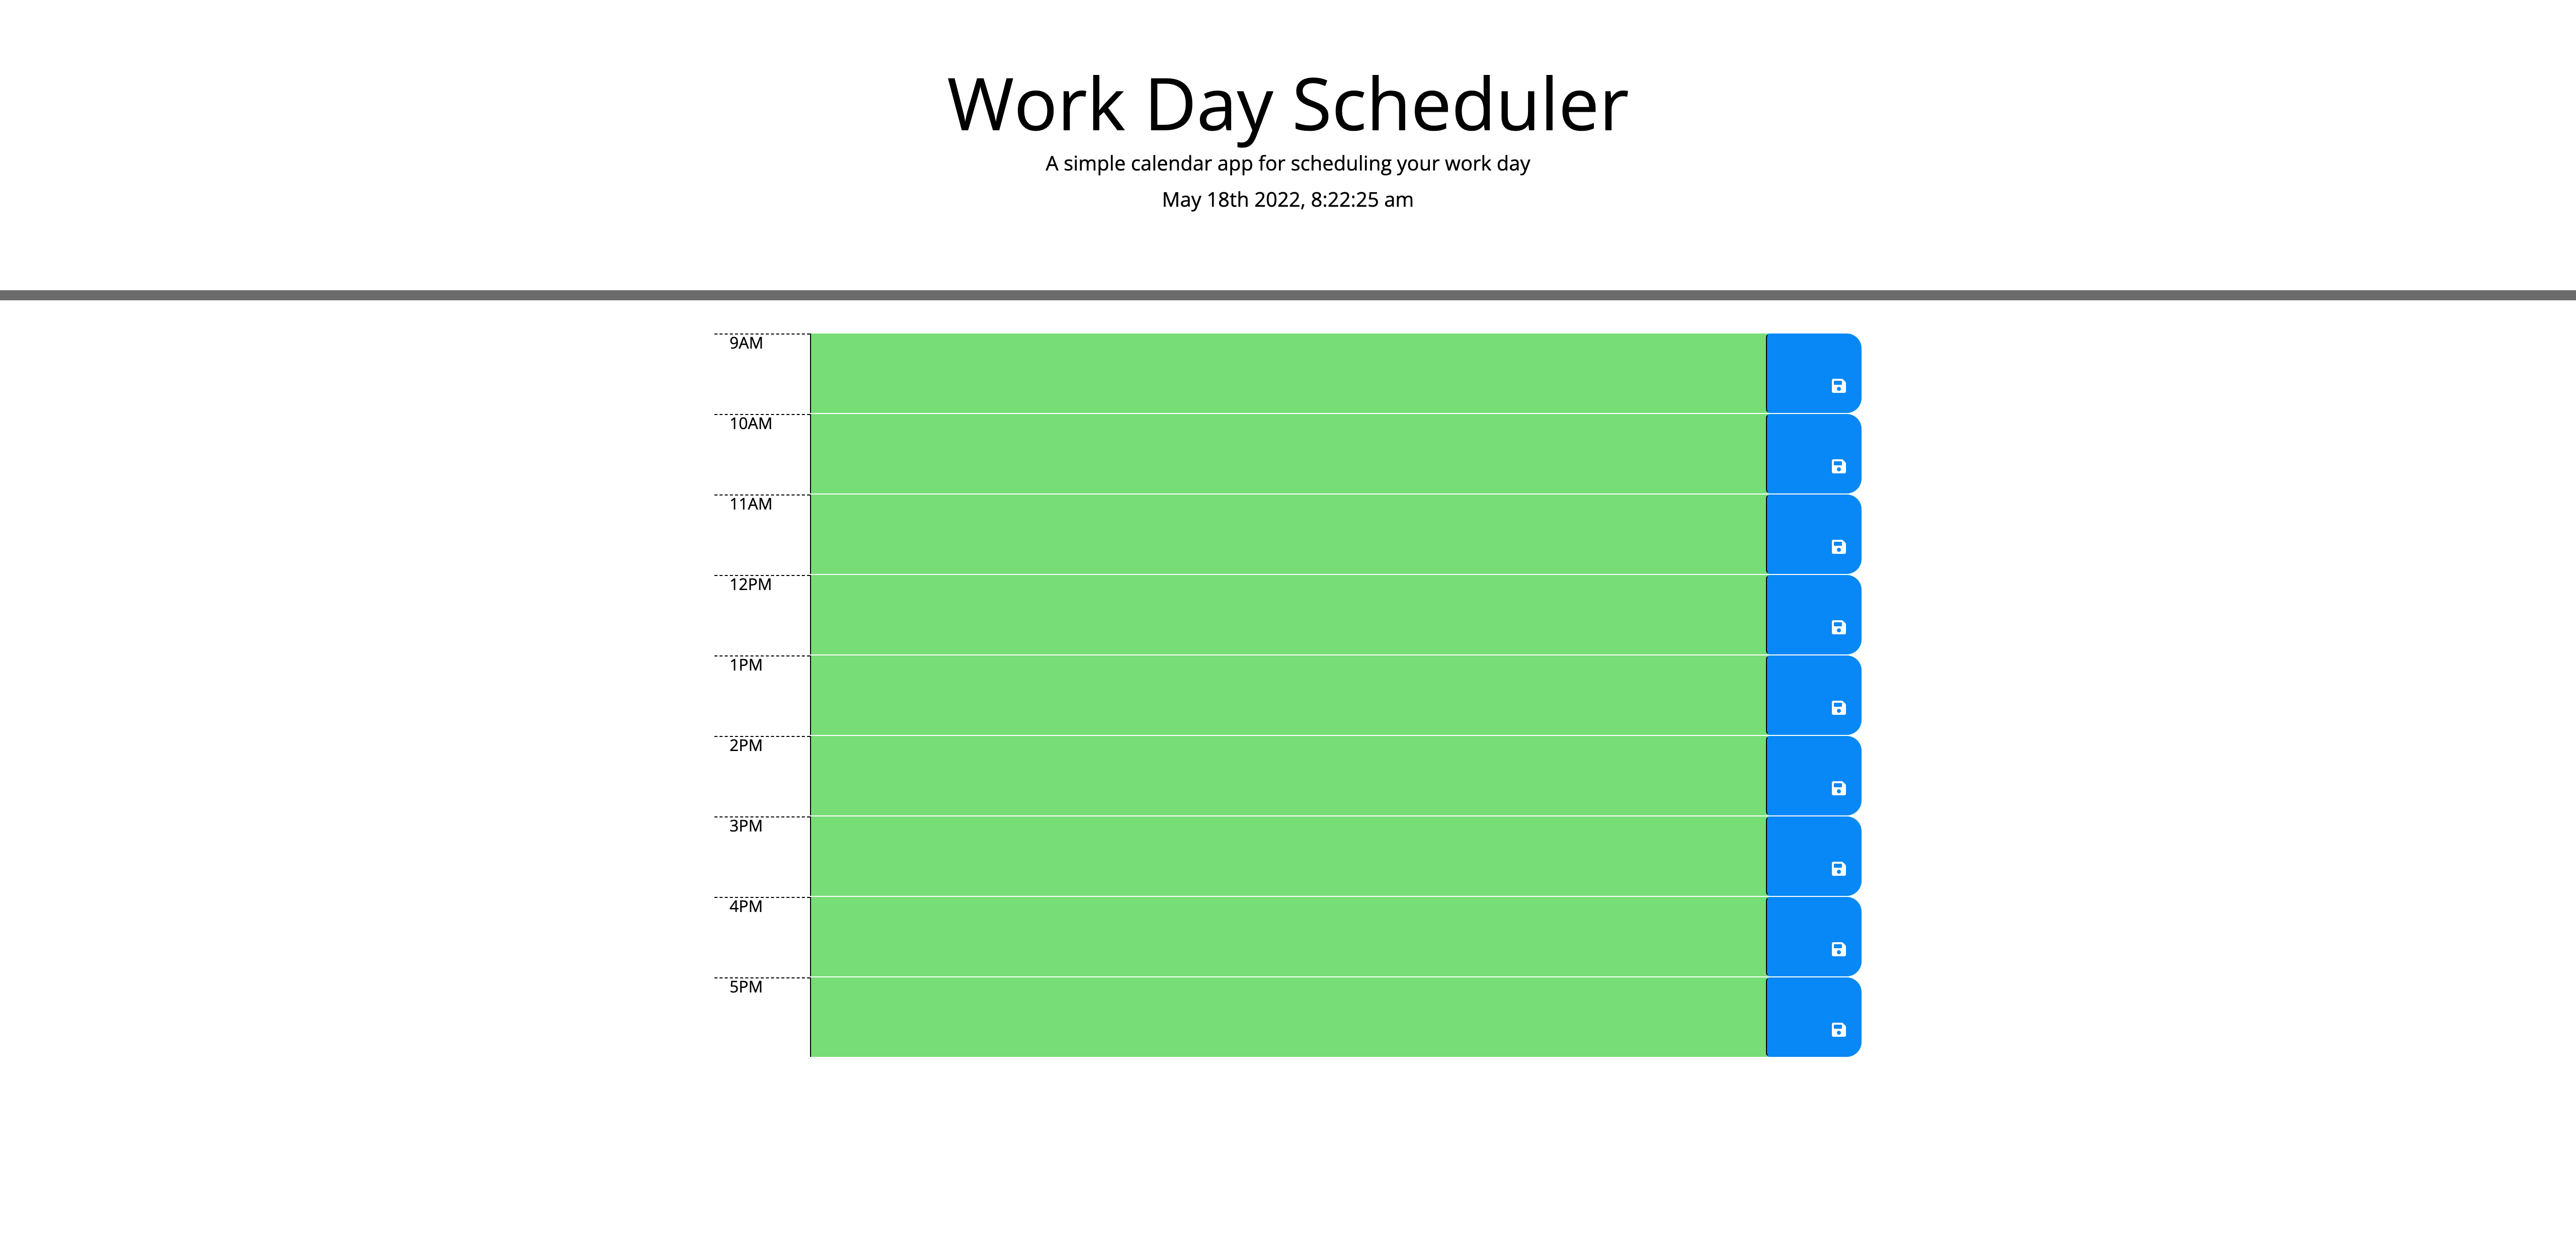 Work Day Scheduler
A simple calendar app for scheduling your work day
May 18th 2022, 8:22:25 am
9AM
10AM
11AM
12PM
1PM
2PM
3PM
4PM
5PM